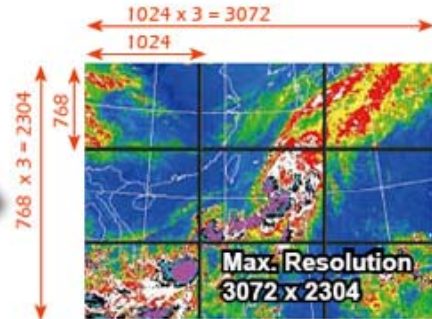 1024 x 3 = 3072
1024
768 x 3 = 2304
768
Max. Resolution
3072 x 2304